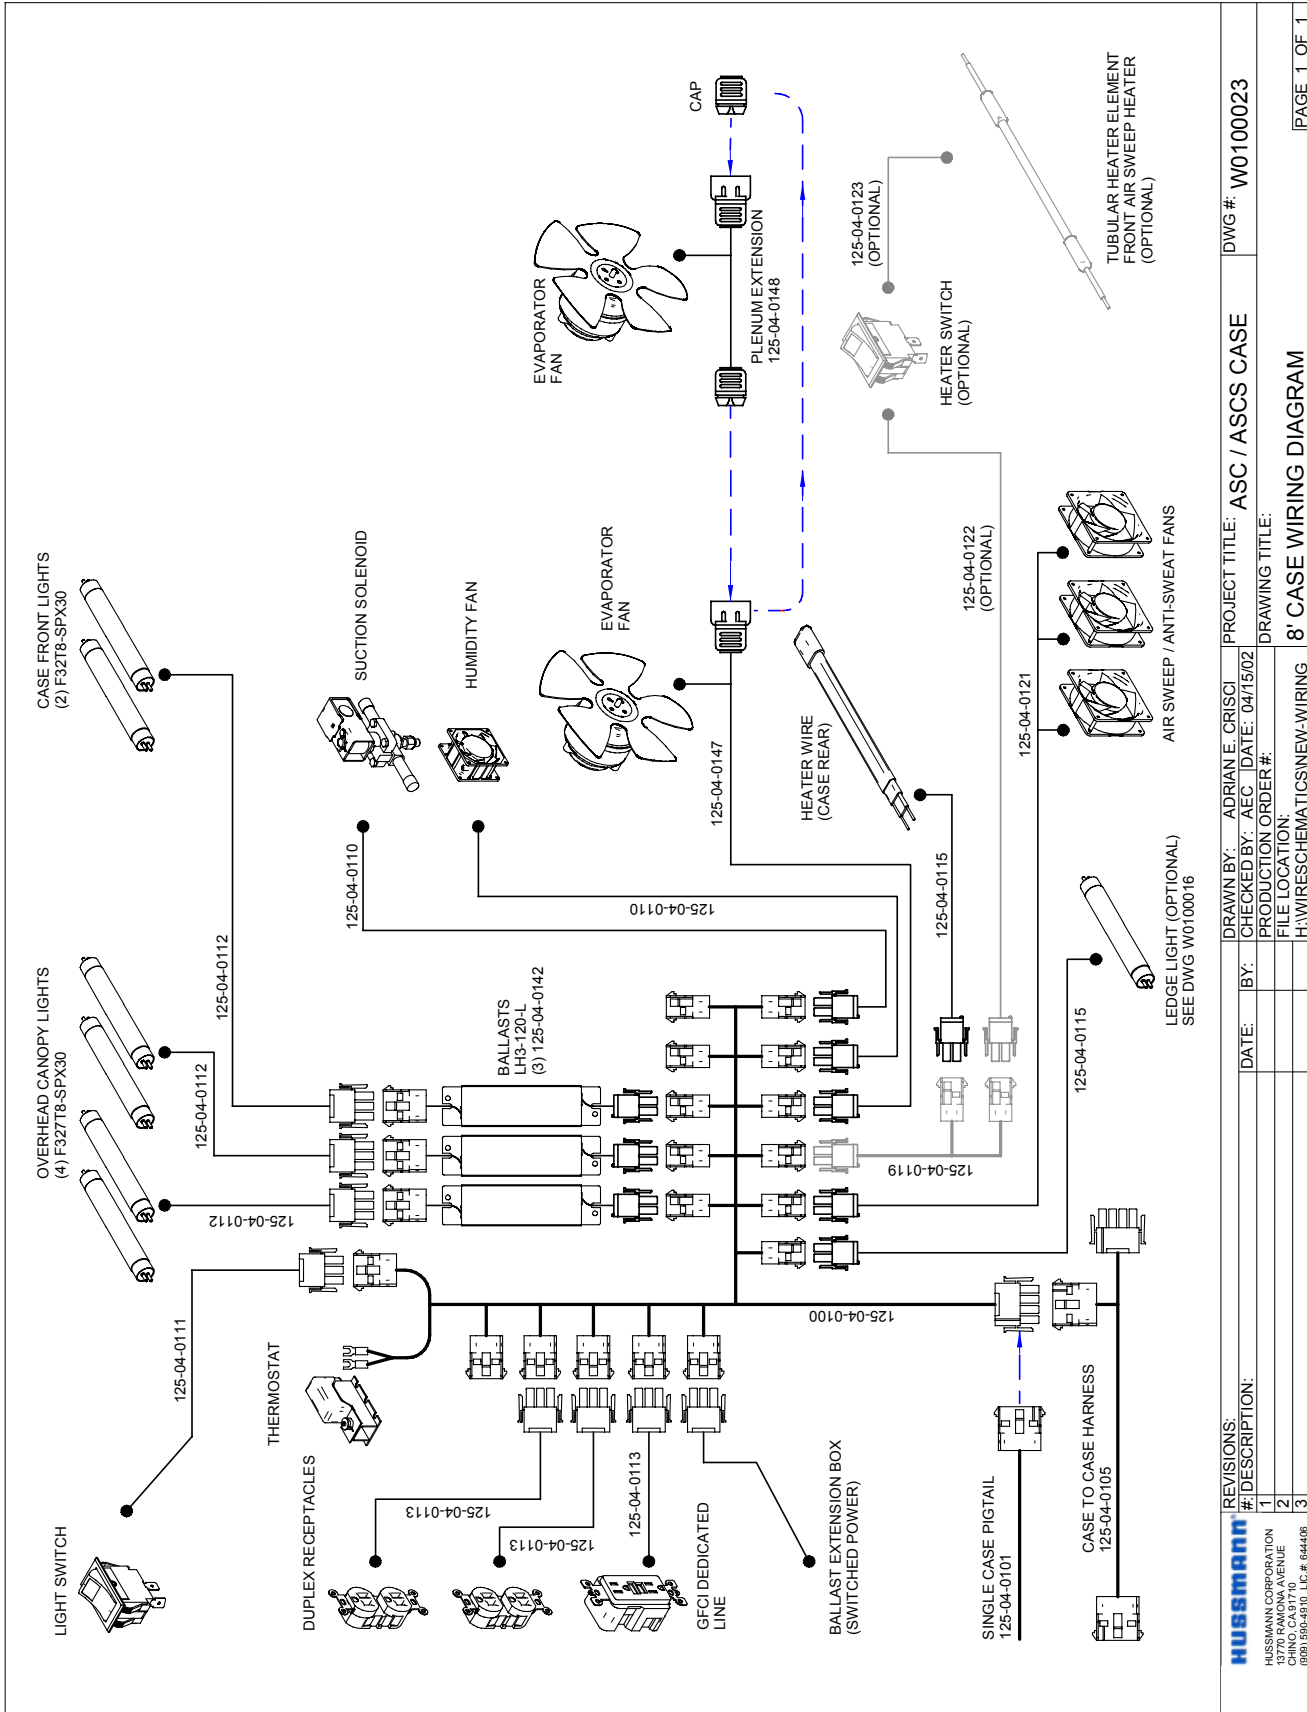 LIGHT SWITCH
125-04-0111
THERMOSTAT
DUPLEX RECEPTACLES
125-04-0113
125-04-0113
125-04-0113
GFCI DEDICATED
LINE
BALLAST EXTENSION BOX
(SWITCHED POWER)
SINGLE CASE PIGTAIL
125-04-0101
CASE TO CASE HARNESS
125-04-0105
125-04-0100
OVERHEAD CANOPY LIGHTS
(4) F327T8-SPX30
125-04-0112
125-04-0112
125-04-0112
CASE FRONT LIGHTS
(2) F32T8-SPX30
BALLASTS
LH3-120-L
(3) 125-04-0142
SUCTION SOLENOID
125-04-0110
HUMIDITY FAN
125-04-0110
EVAPORATOR
FAN
125-04-0147
EVAPORATOR
FAN
PLENUM EXTENSION
125-04-0148
CAP
HEATER WIRE
(CASE REAR)
125-04-0115
125-04-0119
125-04-0122
(OPTIONAL)
HEATER SWITCH
(OPTIONAL)
125-04-0123
(OPTIONAL)
TUBULAR HEATER ELEMENT
FRONT AIR SWEEP HEATER
(OPTIONAL)
125-04-0121
AIR SWEEP / ANTI-SWEAT FANS
125-04-0115
LEDGE LIGHT (OPTIONAL)
SEE DWG W0100016
HUSSMANN®
HUSSMANN CORPORATION
13770 RAMONA AVENUE
CHINO, CA 91710
(909) 590-4910 LIC.#: 644406
REVISIONS:
#: DESCRIPTION: DATE: BY:
1
2
3
DRAWN BY: ADRIAN E. CRISCI
CHECKED BY: AEC DATE: 04/15/02
PRODUCTION ORDER #:
FILE LOCATION:
H:\WIRESCHEMATICS\NEW-WIRING
PROJECT TITLE: ASC / ASCS CASE
DRAWING TITLE:
8' CASE WIRING DIAGRAM
DWG #: W0100023
PAGE 1 OF 1